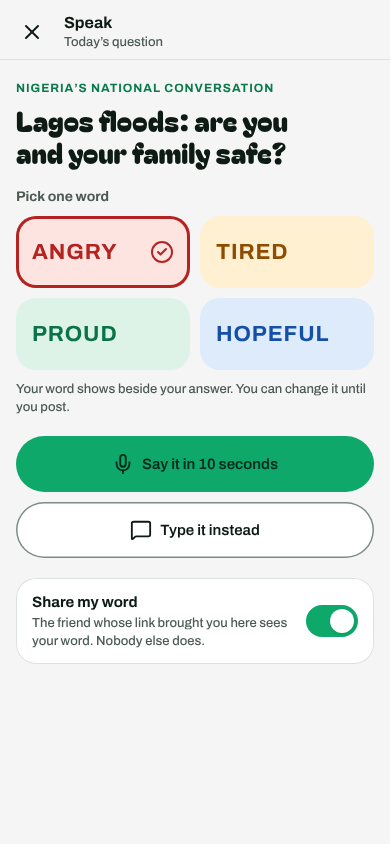 Speak
Today's question
NIGERIA'S NATIONAL CONVERSATION
Lagos floods: are you
and your family safe?
Pick one word
ANGRY
TIRED
PROUD
HOPEFUL
Your word shows beside your answer. You can change it until
you post.
Say it in 10 seconds
Type it instead
Share my word
The friend whose link brought you here sees
your word. Nobody else does.